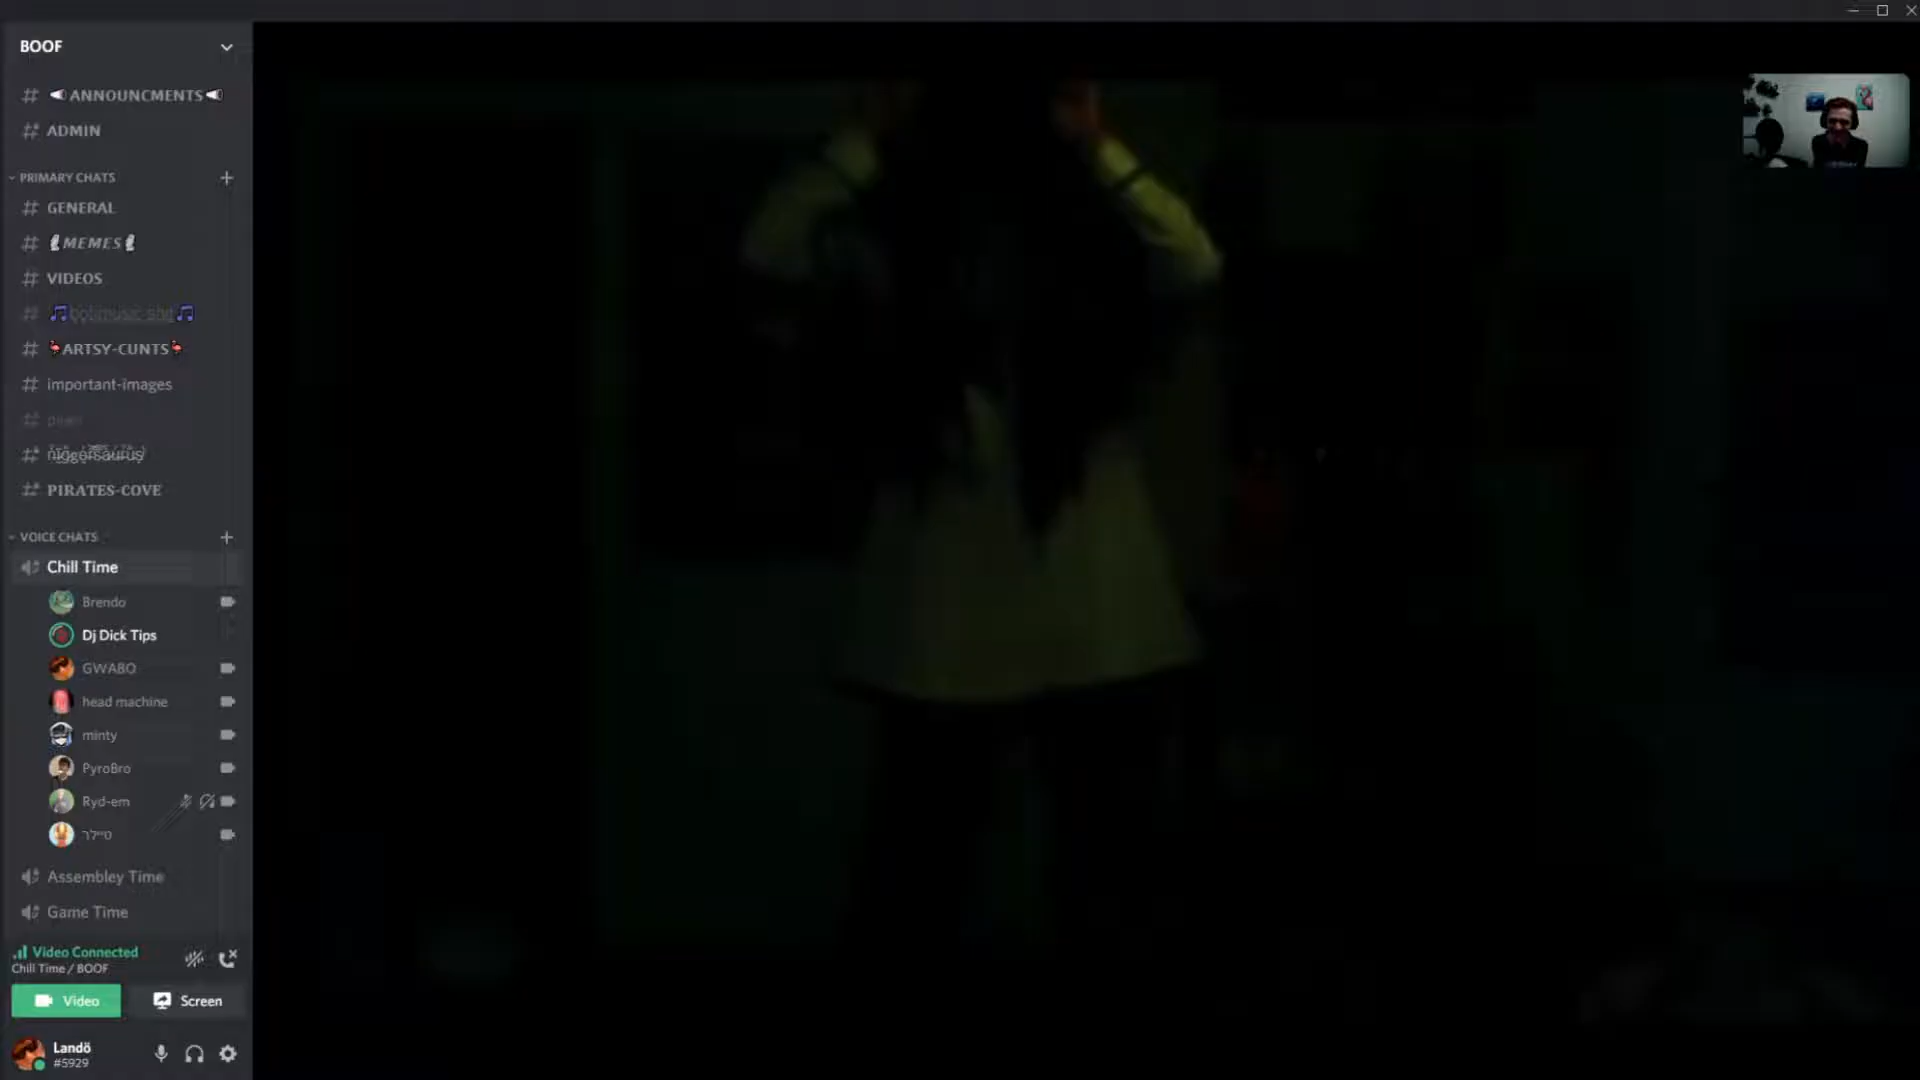 BOOF
# ANNOUNCMENTS
# ADMIN
PRIMARY CHATS +
# GENERAL
# MEMES
# VIDEOS
# ARTSY-CUNTS
# important-images
# niggersaurus
# PIRATES-COVE
VOICE CHATS +
Chill Time
Brendo
Dj Dick Tips
GWABO
head machine
minty
PyroBro
Ryd-em
טיילר
Assembley Time
Game Time
Video Connected
Chill Time / BOOF
Video Screen
Landö
#5929